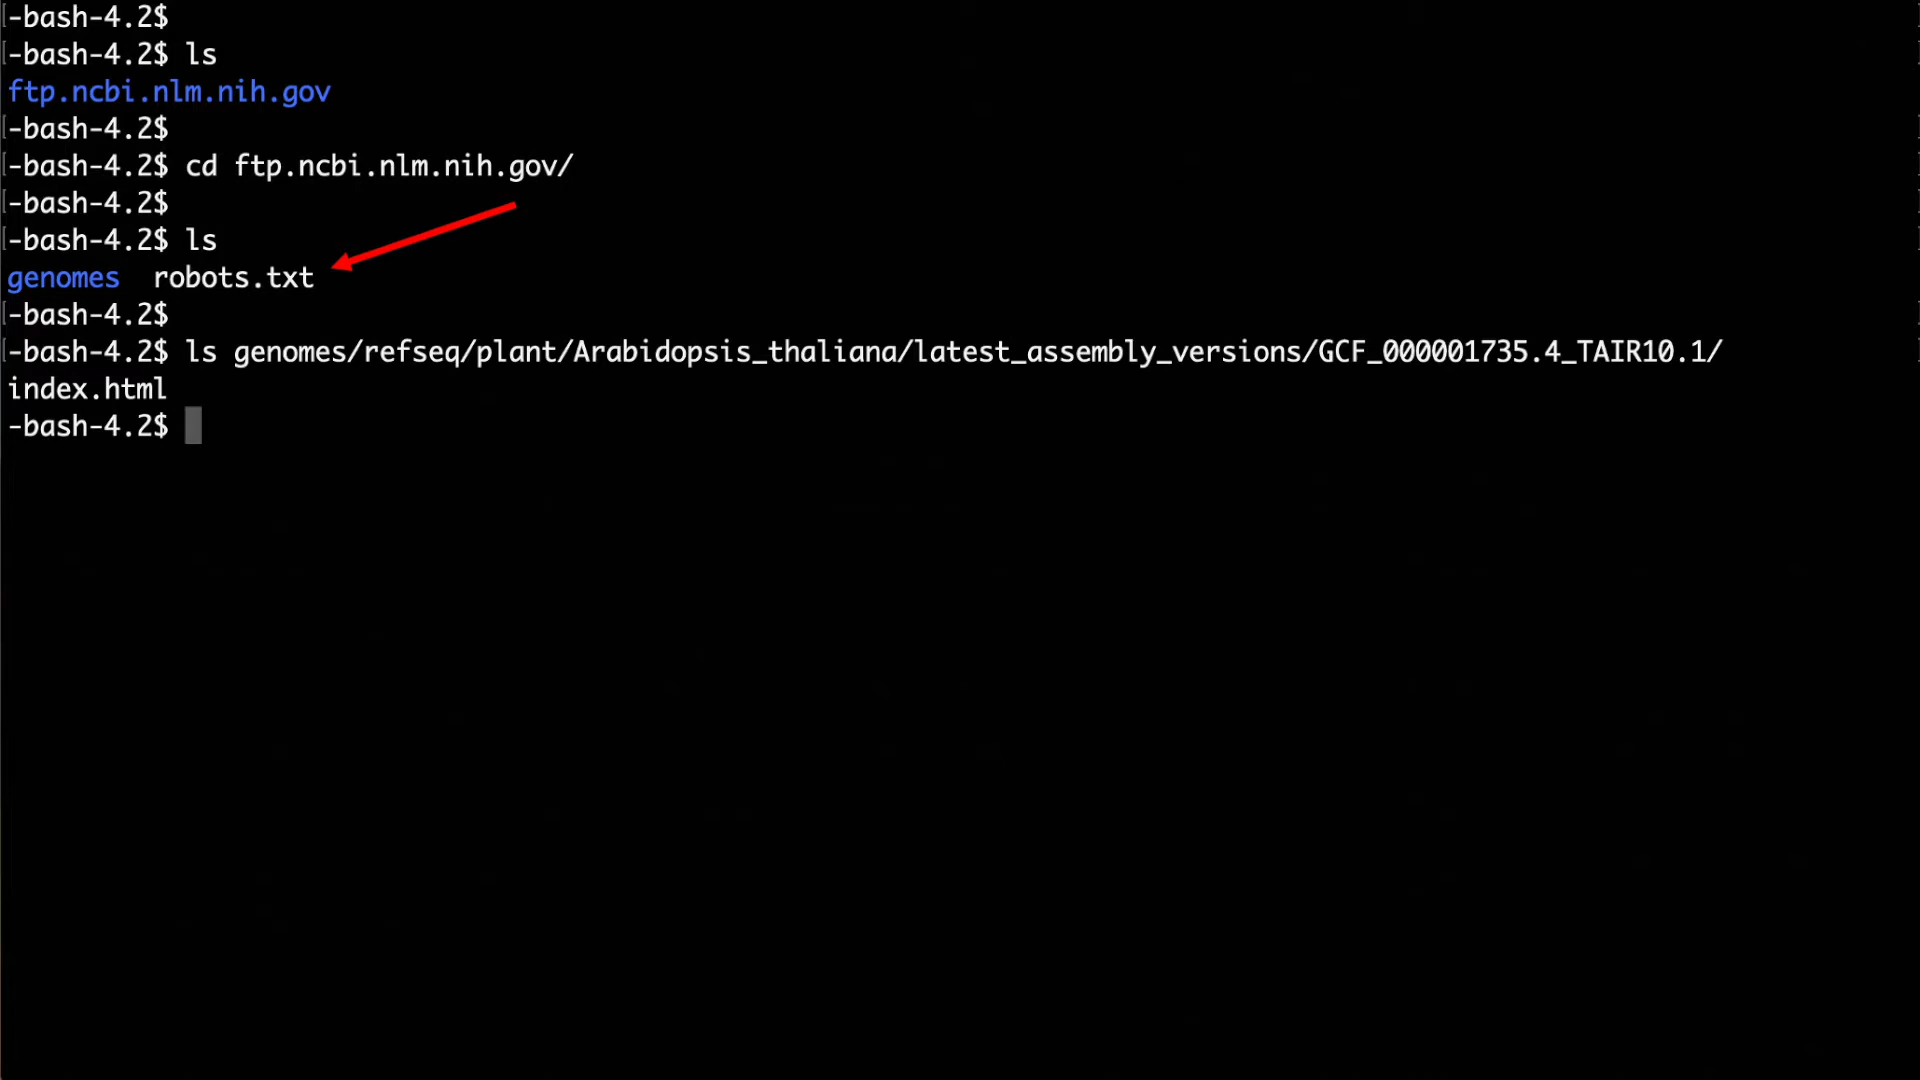 -bash-4.2$
-bash-4.2$ ls
ftp.ncbi.nlm.nih.gov
-bash-4.2$
-bash-4.2$ cd ftp.ncbi.nlm.nih.gov/
-bash-4.2$
-bash-4.2$ ls
genomes  robots.txt
-bash-4.2$
-bash-4.2$ ls genomes/refseq/plant/Arabidopsis_thaliana/latest_assembly_versions/GCF_000001735.4_TAIR10.1/
index.html
-bash-4.2$